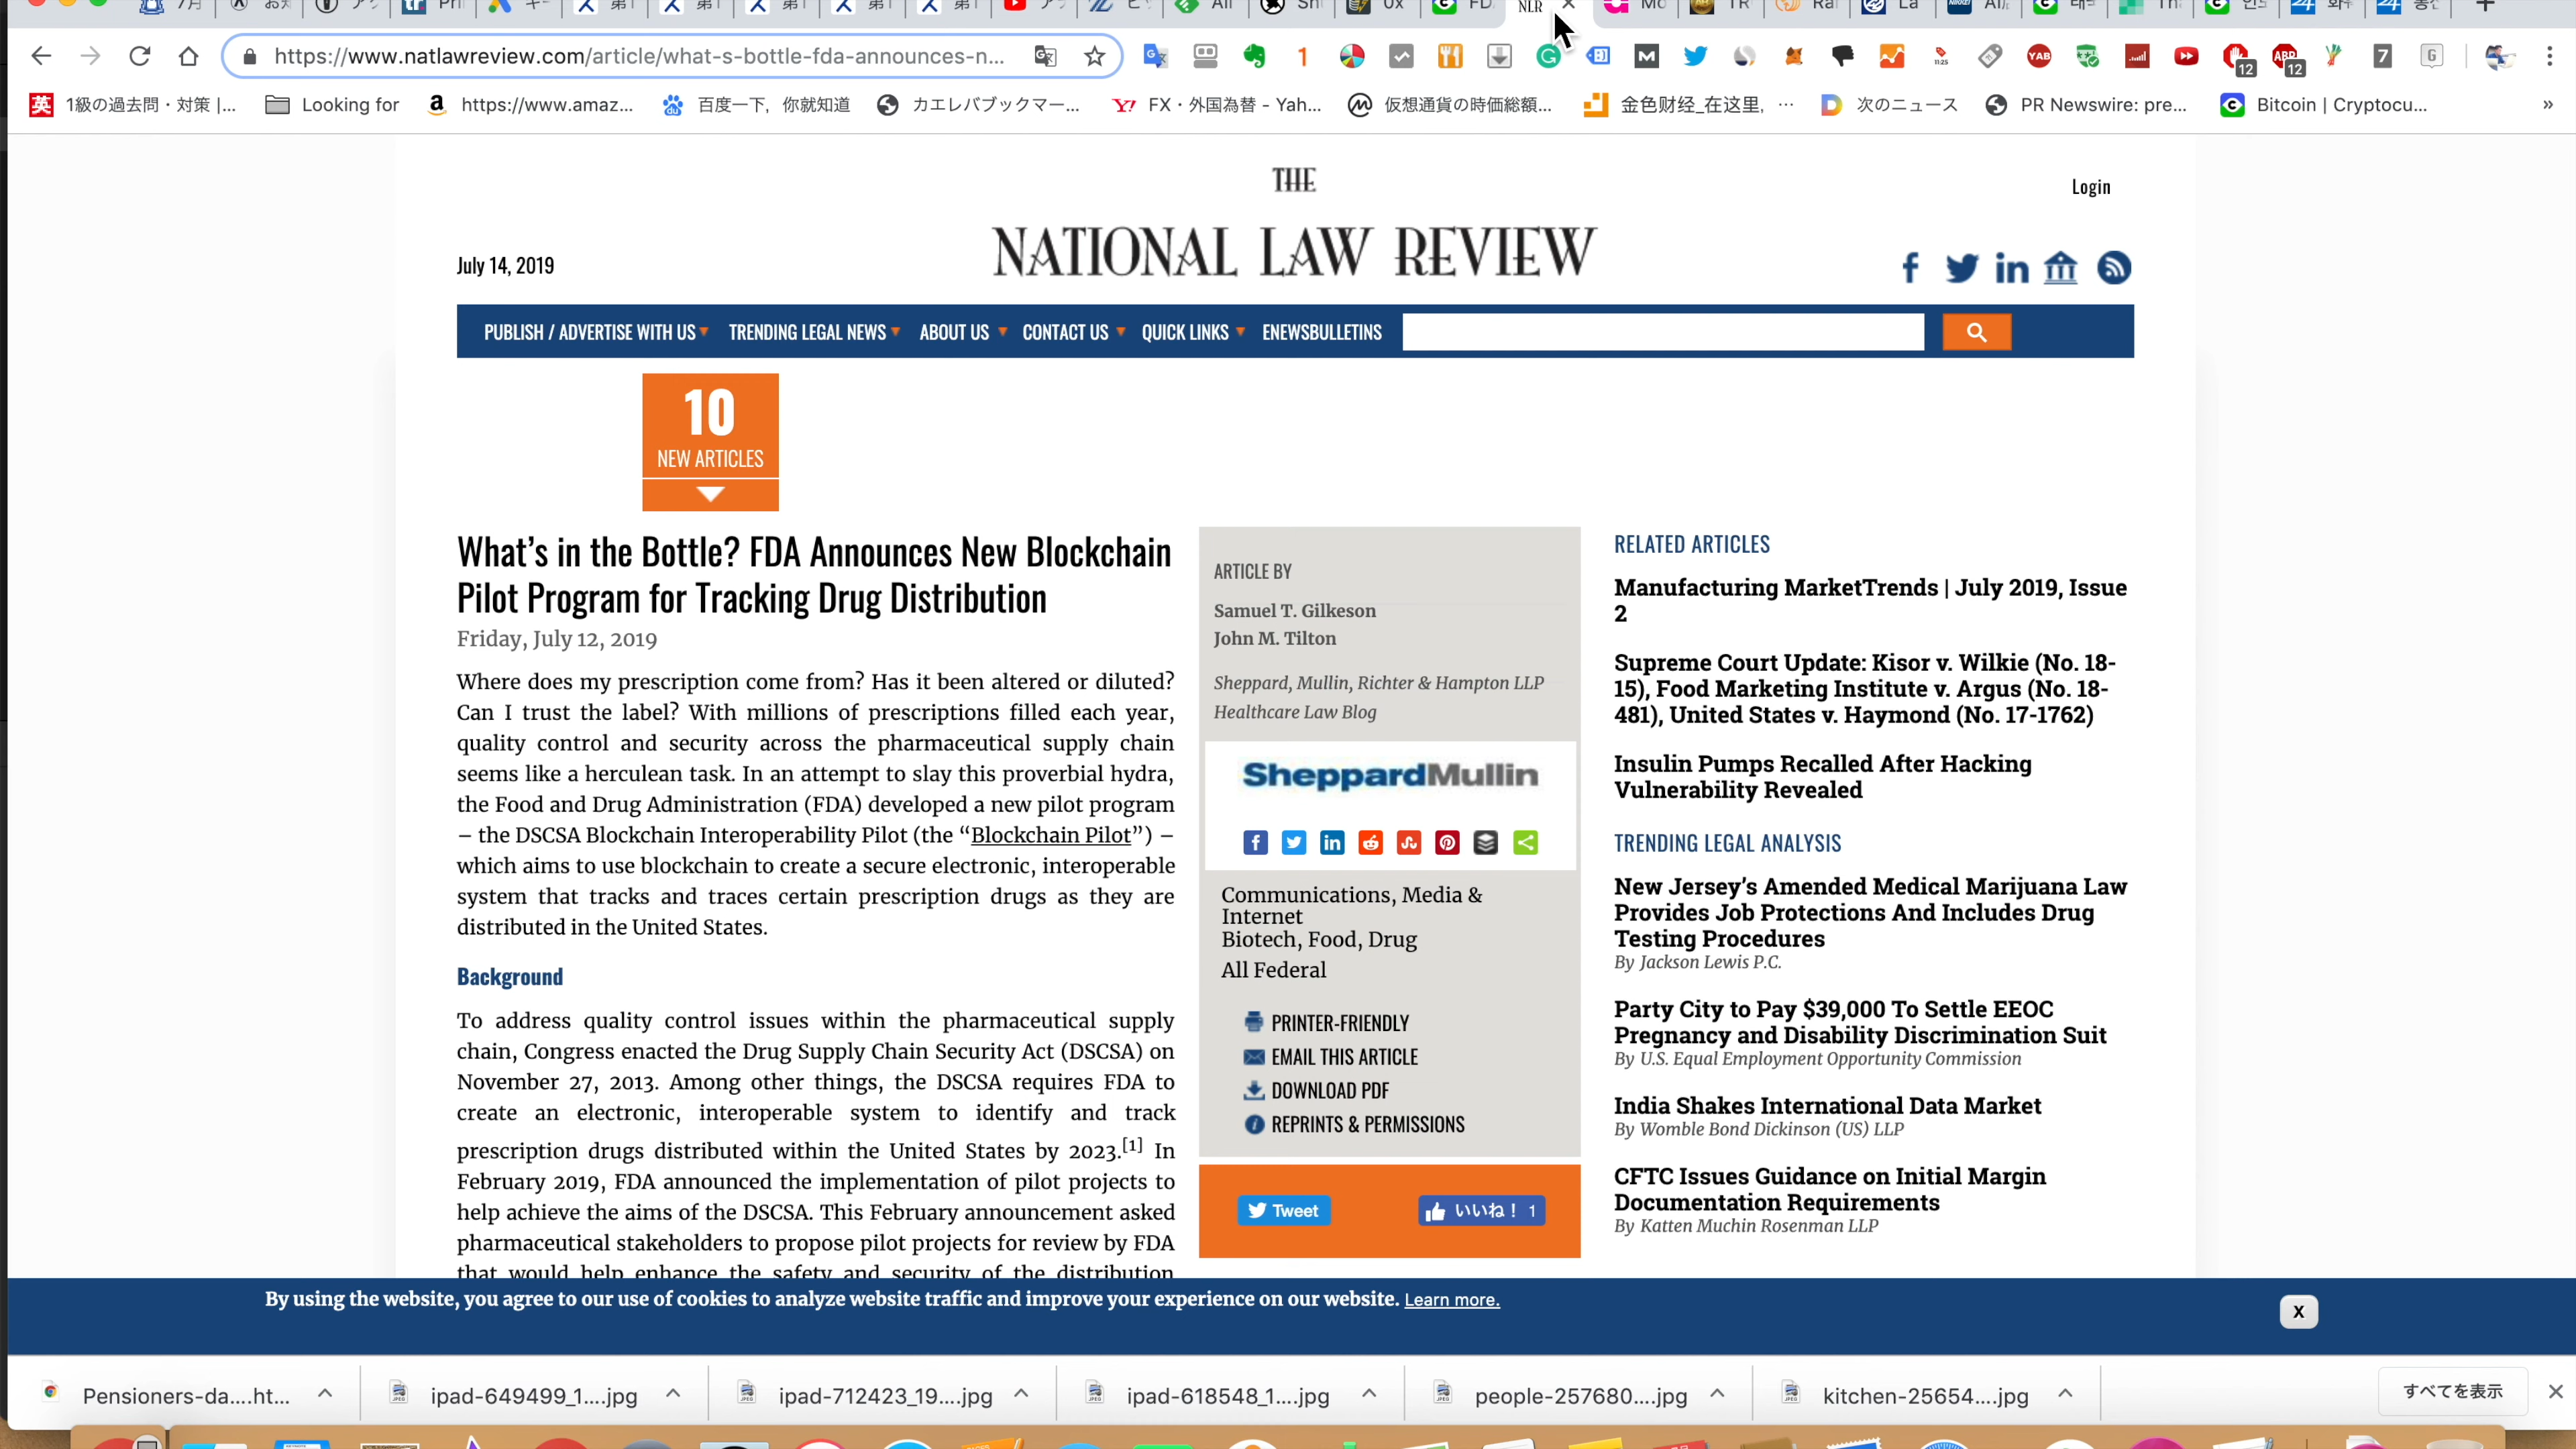 NLR
https://www.natlawreview.com/article/what-s-bottle-fda-announces-n...
英 1級の過去問・対策 |...
Looking for
https://www.amaz...
百度一下，你就知道
カエレバブックマー...
FX・外国為替 - Yah...
仮想通貨の時価総額...
金色财经_在这里, ...
次のニュース
PR Newswire: pre...
Bitcoin | Cryptocu...
»
THE
Login
NATIONAL LAW REVIEW
July 14, 2019
PUBLISH / ADVERTISE WITH US
TRENDING LEGAL NEWS
ABOUT US
CONTACT US
QUICK LINKS
ENEWSBULLETINS
10
NEW ARTICLES
What’s in the Bottle? FDA Announces New Blockchain
Pilot Program for Tracking Drug Distribution
Friday, July 12, 2019
Where does my prescription come from? Has it been altered or diluted?
Can I trust the label? With millions of prescriptions filled each year,
quality control and security across the pharmaceutical supply chain
seems like a herculean task. In an attempt to slay this proverbial hydra,
the Food and Drug Administration (FDA) developed a new pilot program
– the DSCSA Blockchain Interoperability Pilot (the “Blockchain Pilot”) –
which aims to use blockchain to create a secure electronic, interoperable
system that tracks and traces certain prescription drugs as they are
distributed in the United States.
Background
To address quality control issues within the pharmaceutical supply
chain, Congress enacted the Drug Supply Chain Security Act (DSCSA) on
November 27, 2013. Among other things, the DSCSA requires FDA to
create an electronic, interoperable system to identify and track
prescription drugs distributed within the United States by 2023.[1] In
February 2019, FDA announced the implementation of pilot projects to
help achieve the aims of the DSCSA. This February announcement asked
pharmaceutical stakeholders to propose pilot projects for review by FDA
that would help enhance the safety and security of the distribution
ARTICLE BY
Samuel T. Gilkeson
John M. Tilton
Sheppard, Mullin, Richter & Hampton LLP
Healthcare Law Blog
SheppardMullin
Communications, Media &
Internet
Biotech, Food, Drug
All Federal
PRINTER-FRIENDLY
EMAIL THIS ARTICLE
DOWNLOAD PDF
REPRINTS & PERMISSIONS
Tweet
いいね！ 1
RELATED ARTICLES
Manufacturing MarketTrends | July 2019, Issue
2
Supreme Court Update: Kisor v. Wilkie (No. 18-
15), Food Marketing Institute v. Argus (No. 18-
481), United States v. Haymond (No. 17-1762)
Insulin Pumps Recalled After Hacking
Vulnerability Revealed
TRENDING LEGAL ANALYSIS
New Jersey’s Amended Medical Marijuana Law
Provides Job Protections And Includes Drug
Testing Procedures
By Jackson Lewis P.C.
Party City to Pay $39,000 To Settle EEOC
Pregnancy and Disability Discrimination Suit
By U.S. Equal Employment Opportunity Commission
India Shakes International Data Market
By Womble Bond Dickinson (US) LLP
CFTC Issues Guidance on Initial Margin
Documentation Requirements
By Katten Muchin Rosenman LLP
By using the website, you agree to our use of cookies to analyze website traffic and improve your experience on our website. Learn more.
X
Pensioners-da....ht...
ipad-649499_1....jpg
ipad-712423_19....jpg
ipad-618548_1....jpg
people-257680....jpg
kitchen-25654....jpg
すべてを表示